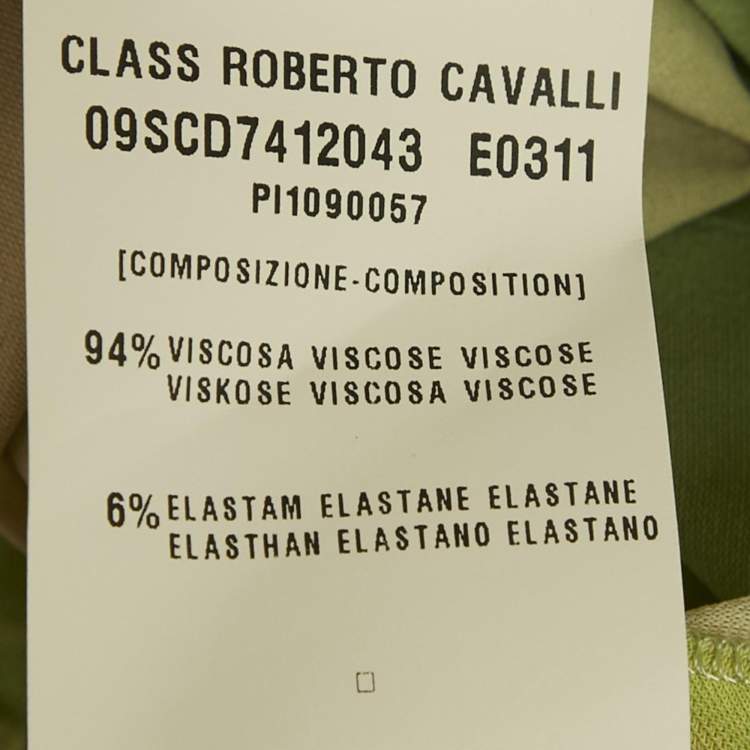 CLASS ROBERTO CAVALLI
09SCD7412043 E0311
PI1090057
[COMPOSIZIONE-COMPOSITION]
94% VISCOSA VISCOSE VISCOSE
VISKOSE VISCOSA VISCOSE
6% ELASTAM ELASTANE ELASTANE
ELASTHAN ELASTANO ELASTANO